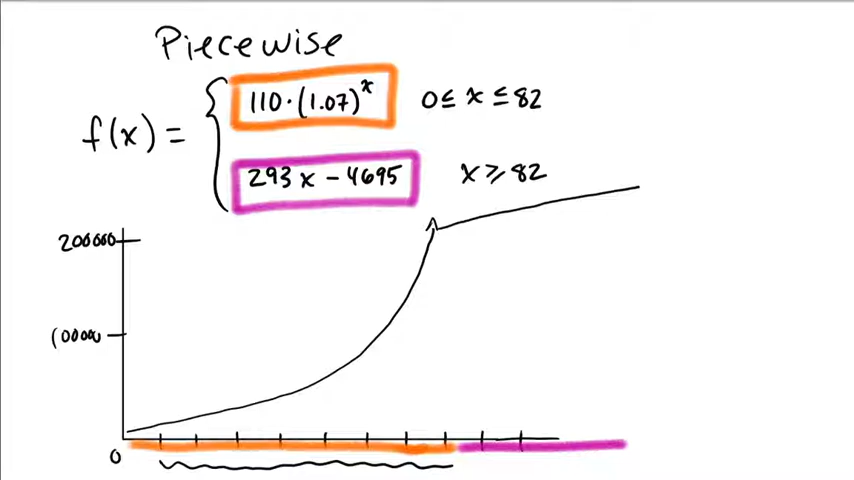 Piecewise
f(x) = { 110·(1.07)^x 0 ≤ x ≤ 82
293x − 4695 x ⩾ 82
200000
100000
0